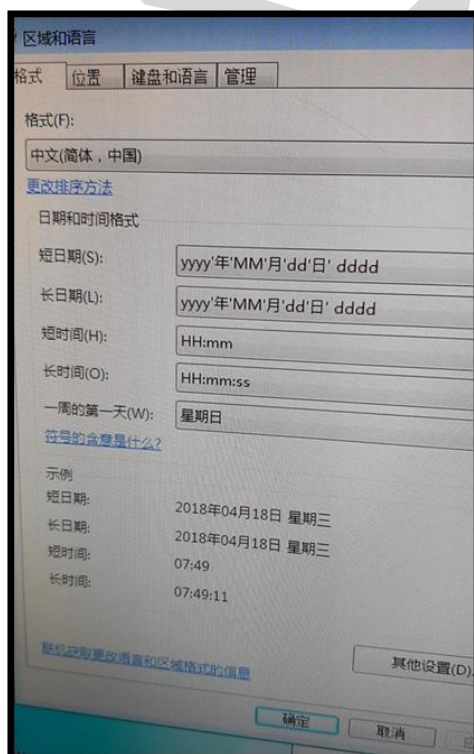 区域和语言
格式 位置 键盘和语言 管理
格式(F):
中文(简体，中国)
更改排序方法
日期和时间格式
短日期(S): yyyy'年'MM'月'dd'日' dddd
长日期(L): yyyy'年'MM'月'dd'日' dddd
短时间(H): HH:mm
长时间(O): HH:mm:ss
一周的第一天(W): 星期日
符号的含意是什么?
示例
短日期: 2018年04月18日 星期三
长日期: 2018年04月18日 星期三
短时间: 07:49
长时间: 07:49:11
联机获取更改语言和区域格式的信息
其他设置(D)
确定 取消